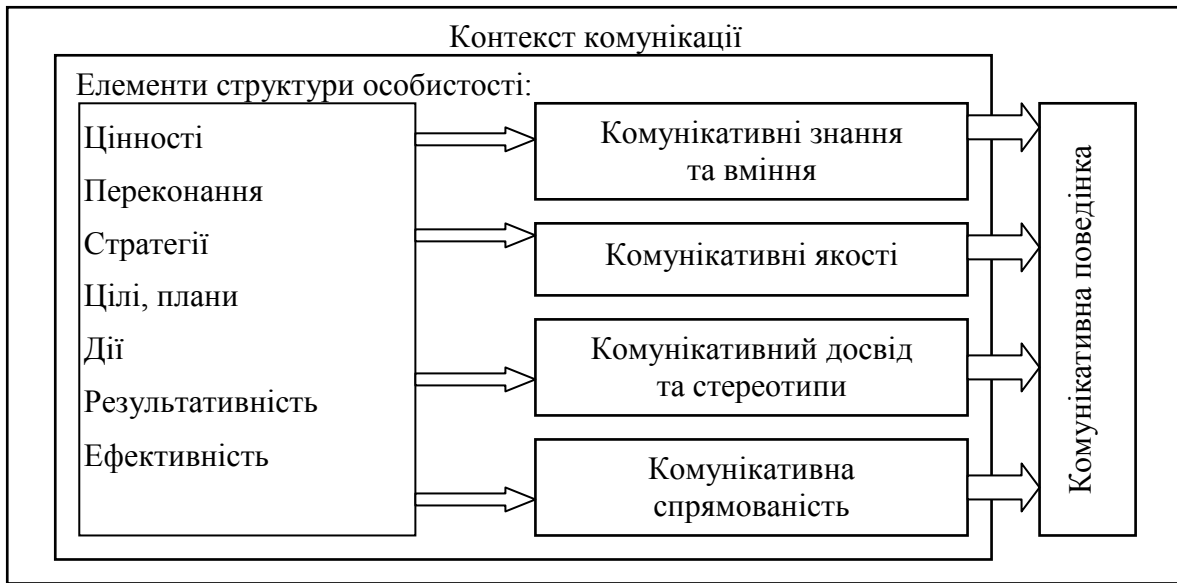 Контекст комунікації
Елементи структури особистості:
Цінності
Переконання
Стратегії
Цілі, плани
Дії
Результативність
Ефективність
Комунікативні знання
та вміння
Комунікативні якості
Комунікативний досвід
та стереотипи
Комунікативна
спрямованість
Комунікативна поведінка